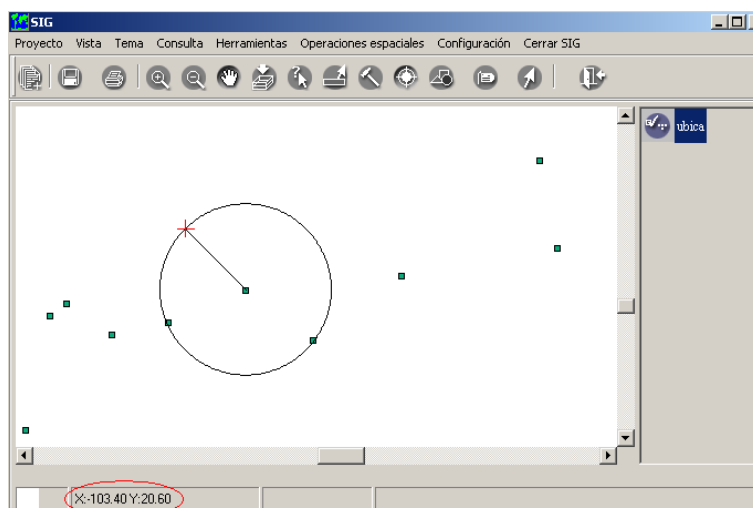 SIG
Proyecto Vista Tema Consulta Herramientas Operaciones espaciales Configuración Cerrar SIG
ubica
X:-103.40 Y:20.60